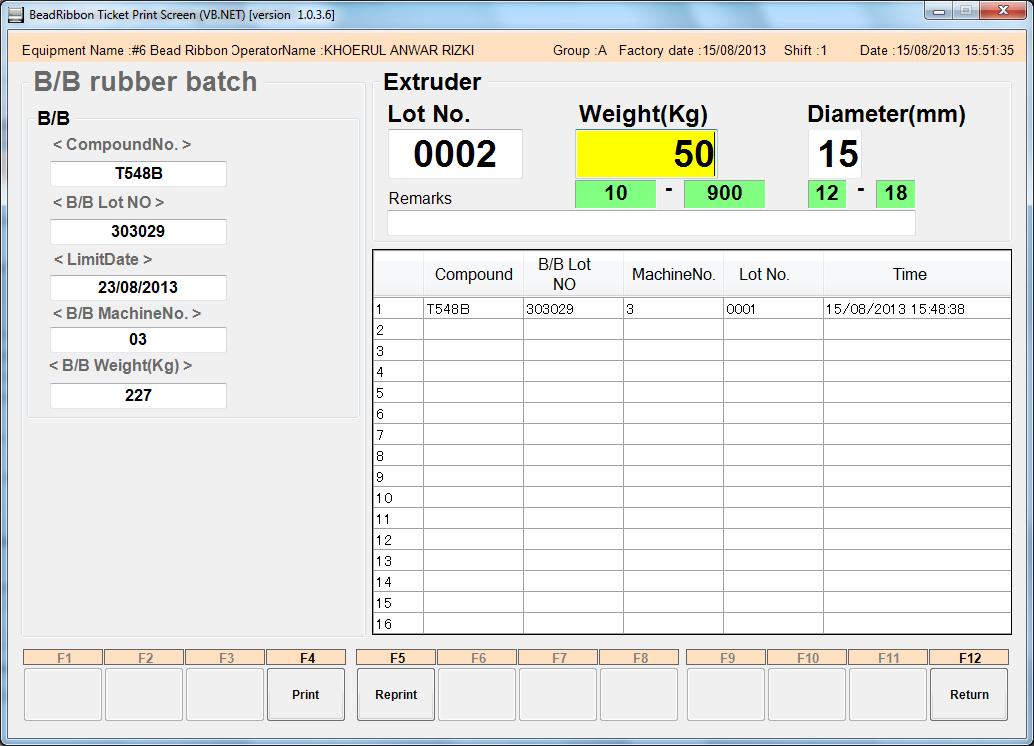 BeadRibbon Ticket Print Screen (VB.NET) [version 1.0.3.6]
Equipment Name :#6 Bead Ribbon OperatorName :KHOERUL ANWAR RIZKI Group :A Factory date :15/08/2013 Shift :1 Date :15/08/2013 15:51:35
B/B rubber batch
B/B
< CompoundNo. >
T548B
< B/B Lot NO >
303029
< LimitDate >
23/08/2013
< B/B MachineNo. >
03
< B/B Weight(Kg) >
227
Extruder
Lot No. Weight(Kg) Diameter(mm)
0002 50 15
10 - 900 12 - 18
Remarks
Compound B/B Lot NO MachineNo. Lot No. Time
1 T548B 303029 3 0001 15/08/2013 15:48:38
2
3
4
5
6
7
8
9
10
11
12
13
14
15
16
F1 F2 F3 F4 F5 F6 F7 F8 F9 F10 F11 F12
Print Reprint Return